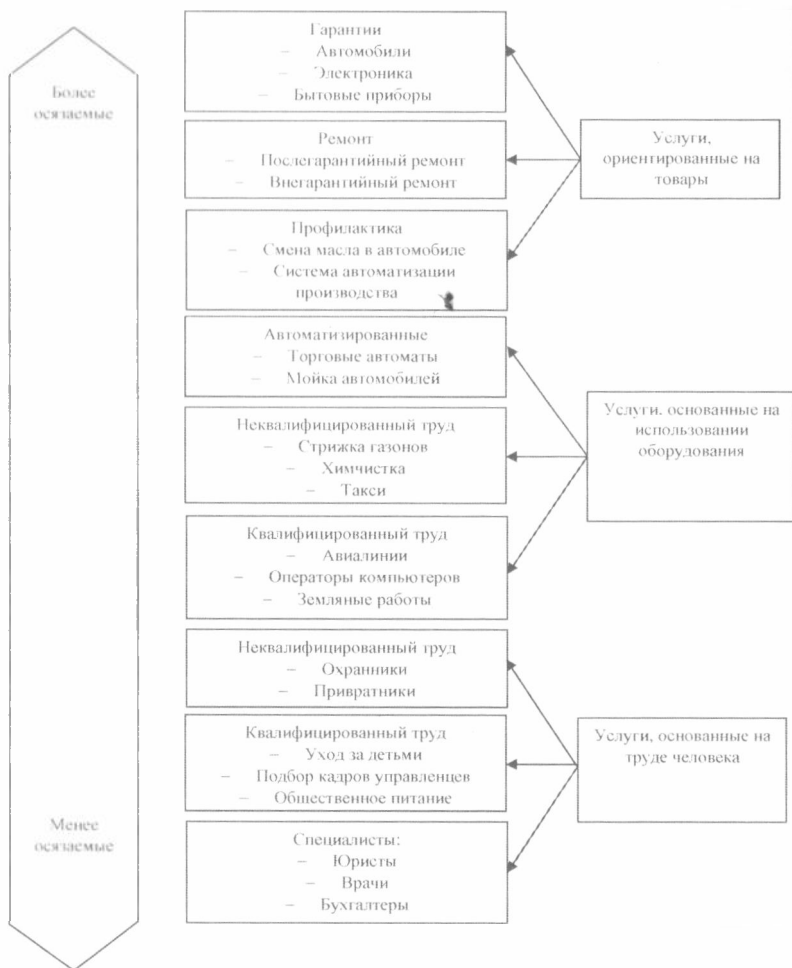 Более
осязаемые
Гарантии
– Автомобили
– Электроника
– Бытовые приборы
Ремонт
– Послегарантийный ремонт
– Внегарантийный ремонт
Профилактика
– Смена масла в автомобиле
– Система автоматизации
производства
Услуги,
ориентированные на
товары
Автоматизированные
– Торговые автоматы
– Мойка автомобилей
Неквалифицированный труд
– Стрижка газонов
– Химчистка
– Такси
Квалифицированный труд
– Авиалинии
– Операторы компьютеров
– Земляные работы
Услуги, основанные на
использовании
оборудования
Неквалифицированный труд
– Охранники
– Привратники
Квалифицированный труд
– Уход за детьми
– Подбор кадров управленцев
– Общественное питание
Специалисты:
– Юристы
– Врачи
– Бухгалтеры
Услуги, основанные на
труде человека
Менее
осязаемые